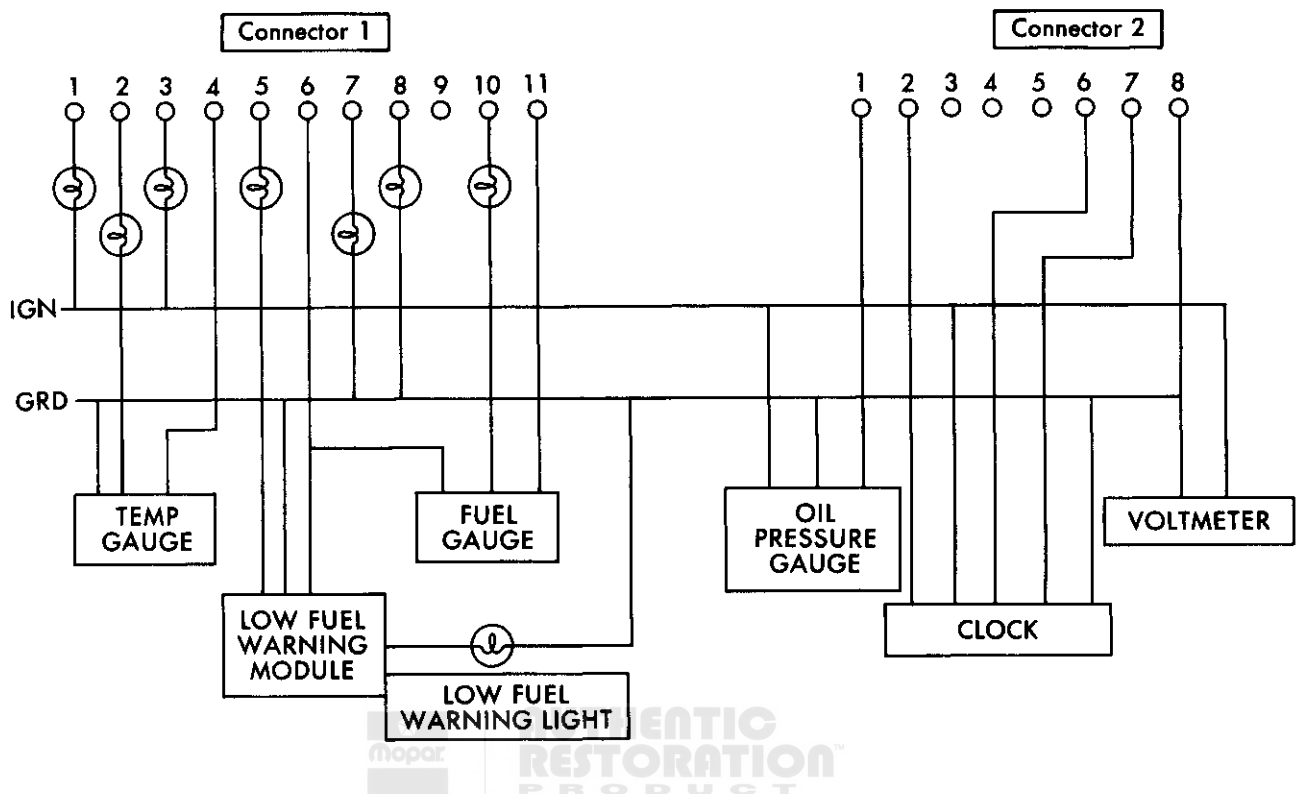 Connector 1
Connector 2
1 2 3 4 5 6 7 8 9 10 11
1 2 3 4 5 6 7 8
IGN
GRD
TEMP
GAUGE
FUEL
GAUGE
OIL
PRESSURE
GAUGE
VOLTMETER
LOW FUEL
WARNING
MODULE
CLOCK
LOW FUEL
WARNING LIGHT
Mopar
AUTHENTIC
RESTORATION™
PRODUCT